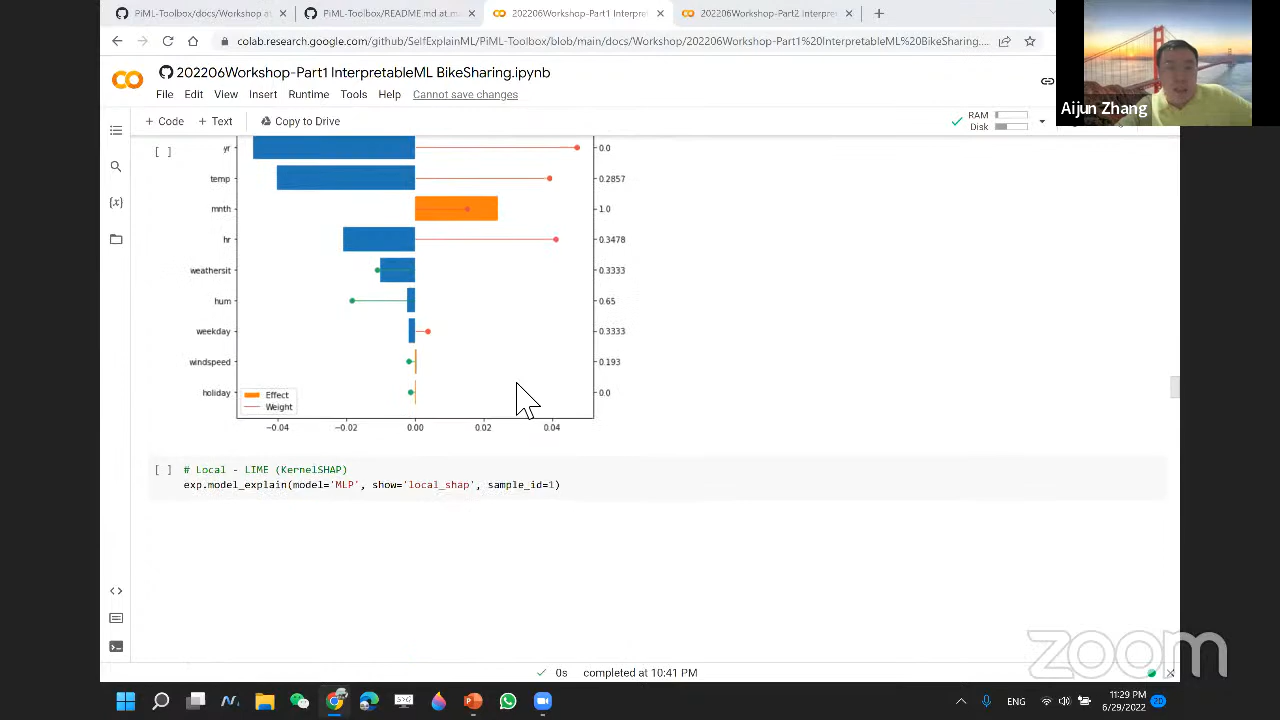 PiML-Toolbox/docs/Workshop at
PiML-Toolbox/README.md at m
202206Workshop-Part1 Interpret
202206Workshop-Part2 Interpret
colab.research.google.com/github/SelfExplainML/PiML-Toolbox/blob/main/docs/Workshop/202206Workshop-Part1%20InterpretableML%20BikeSharing....
202206Workshop-Part1 InterpretableML BikeSharing.ipynb
File Edit View Insert Runtime Tools Help Cannot save changes
Aijun Zhang
+ Code + Text Copy to Drive
RAM
Disk
[ ]
yr 0.0
temp 0.2857
mnth 1.0
hr 0.3478
weathersit 0.3333
hum 0.65
weekday 0.3333
windspeed 0.193
holiday 0.0
Effect
Weight
−0.04 −0.02 0.00 0.02 0.04
[ ] # Local - LIME (KernelSHAP)
exp.model_explain(model='MLP', show='local_shap', sample_id=1)
zoom
0s completed at 10:41 PM
ENG
11:29 PM
6/29/2022
20